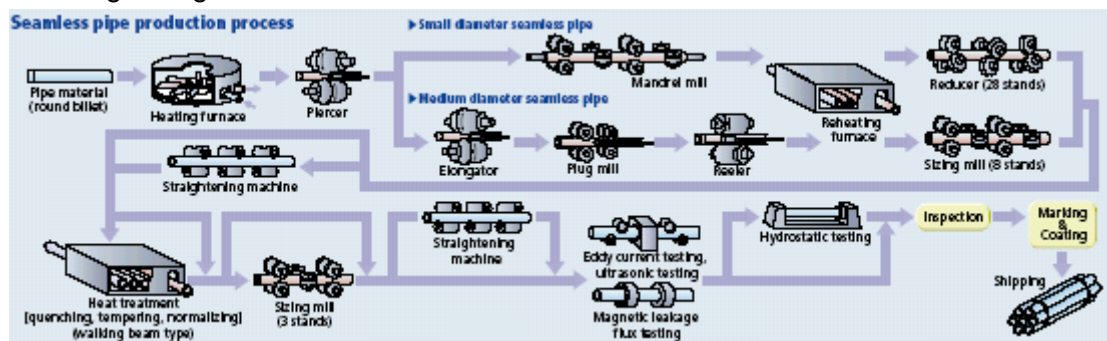 Seamless pipe production process
▶Small diameter seamless pipe
Pipe material
(round billet)
Heating furnace
Piercer
Mandrel mill
Reheating
furnace
Reducer (28 stands)
▶Medium diameter seamless pipe
Elongator
Plug mill
Reeler
Sizing mill (8 stands)
Straightening machine
Heat treatment
[quenching, tempering, normalizing]
(walking beam type)
Sizing mill
(3 stands)
Straightening
machine
Eddy current testing,
ultrasonic testing
Magnetic leakage
flux testing
Hydrostatic testing
Inspection
Marking
&
Coating
Shipping